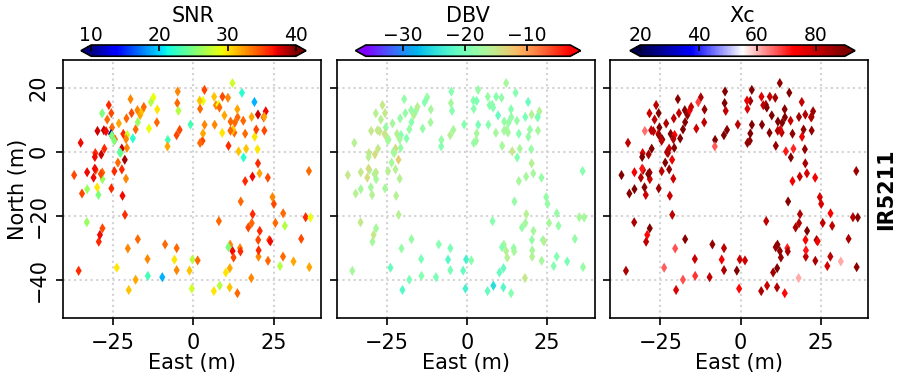 SNR DBV Xc
10 20 30 40 −30 −20 −10 20 40 60 80
20
0
−20
−40
North (m)
IR5211
−25 0 25 −25 0 25 −25 0 25
East (m) East (m) East (m)